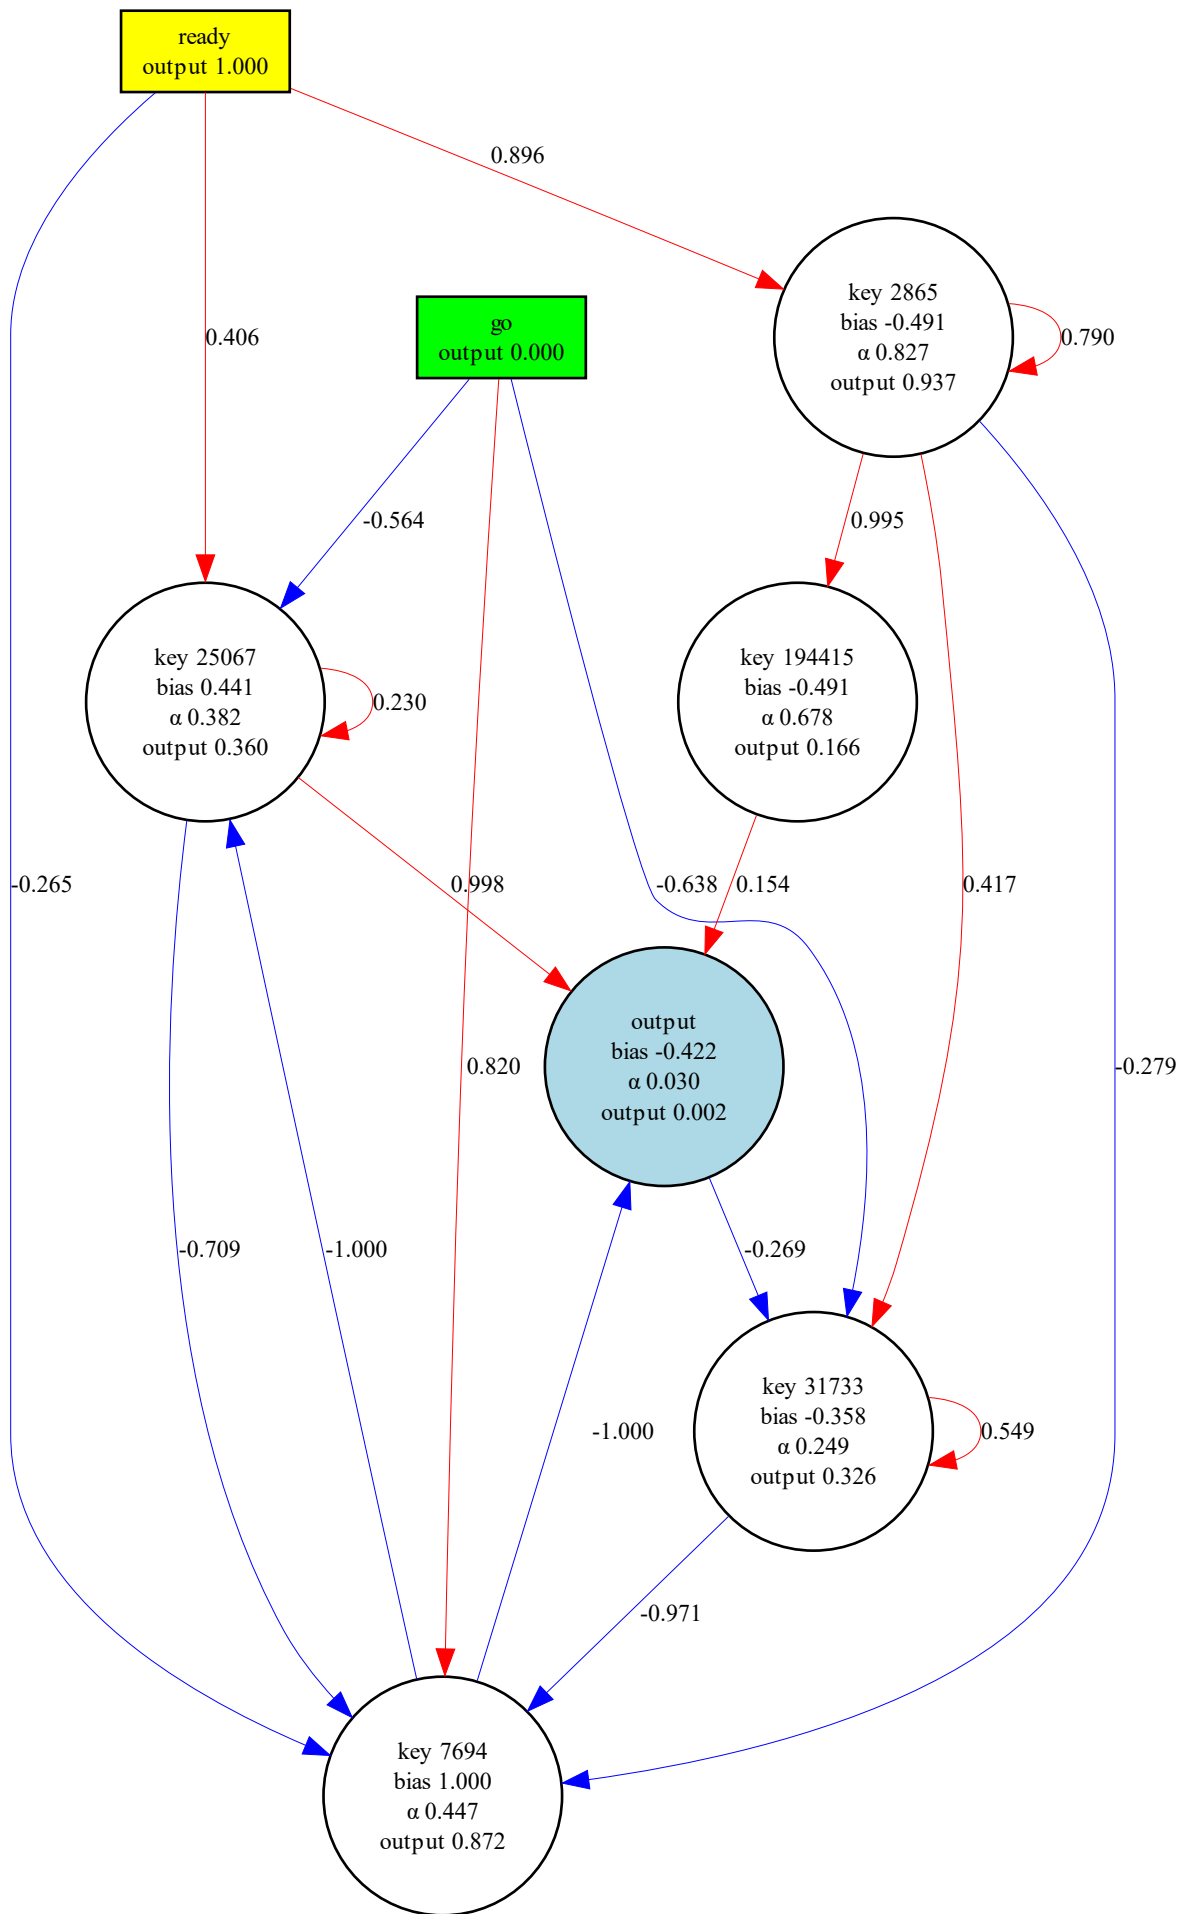 ready
output 1.000
0.896
key 2865
bias -0.491
α 0.827
output 0.937
0.790
go
output 0.000
0.406
-0.564
0.995
key 25067
bias 0.441
α 0.382
output 0.360
0.230
key 194415
bias -0.491
α 0.678
output 0.166
-0.265
0.998
-0.638
0.154
0.417
output
bias -0.422
α 0.030
output 0.002
0.820
-0.279
-0.709
-1.000
-0.269
key 31733
bias -0.358
α 0.249
output 0.326
0.549
-1.000
-0.971
key 7694
bias 1.000
α 0.447
output 0.872